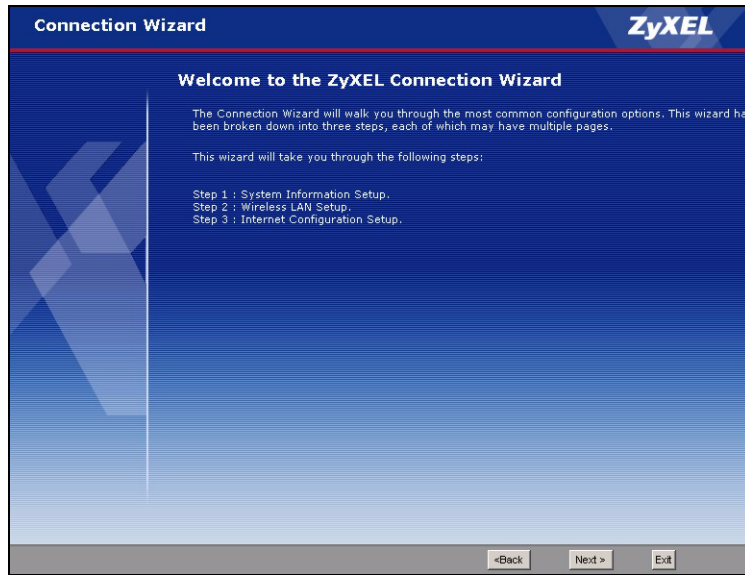 Connection Wizard
ZyXEL
Welcome to the ZyXEL Connection Wizard
The Connection Wizard will walk you through the most common configuration options. This wizard ha
been broken down into three steps, each of which may have multiple pages.
This wizard will take you through the following steps:
Step 1 : System Information Setup.
Step 2 : Wireless LAN Setup.
Step 3 : Internet Configuration Setup.
<Back
Next >
Exit